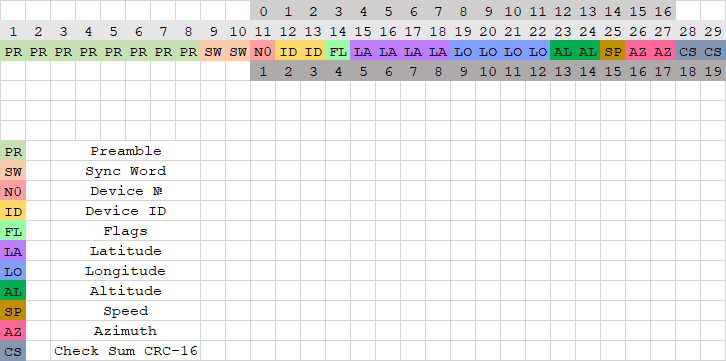 0 1 2 3 4 5 6 7 8 9 10 11 12 13 14 15 16
1 2 3 4 5 6 7 8 9 10 11 12 13 14 15 16 17 18 19 20 21 22 23 24 25 26 27 28 29
PR PR PR PR PR PR PR PR SW SW N0 ID ID FL LA LA LA LA LO LO LO LO AL AL SP AZ AZ CS CS
1 2 3 4 5 6 7 8 9 10 11 12 13 14 15 16 17 18 19
PR Preamble
SW Sync Word
N0 Device №
ID Device ID
FL Flags
LA Latitude
LO Longitude
AL Altitude
SP Speed
AZ Azimuth
CS Check Sum CRC-16